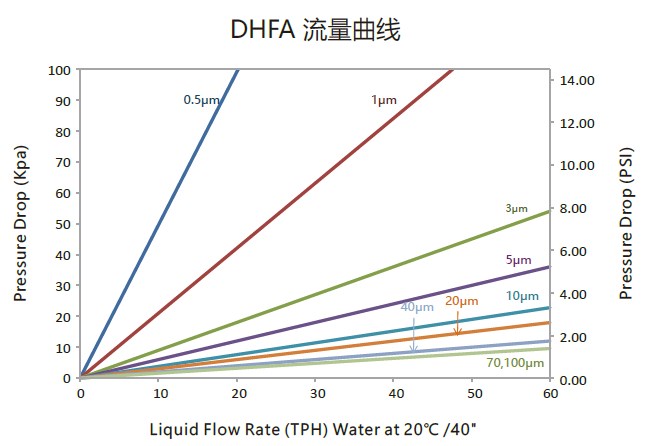 DHFA 流量曲线
100
90
80
70
60
50
40
30
20
10
0
Pressure Drop (Kpa)
14.00
12.00
10.00
8.00
6.00
4.00
2.00
0.00
Pressure Drop (PSI)
0.5μm
1μm
3μm
5μm
10μm
20μm
40μm
70,100μm
0 10 20 30 40 50 60
Liquid Flow Rate (TPH) Water at 20℃ /40"